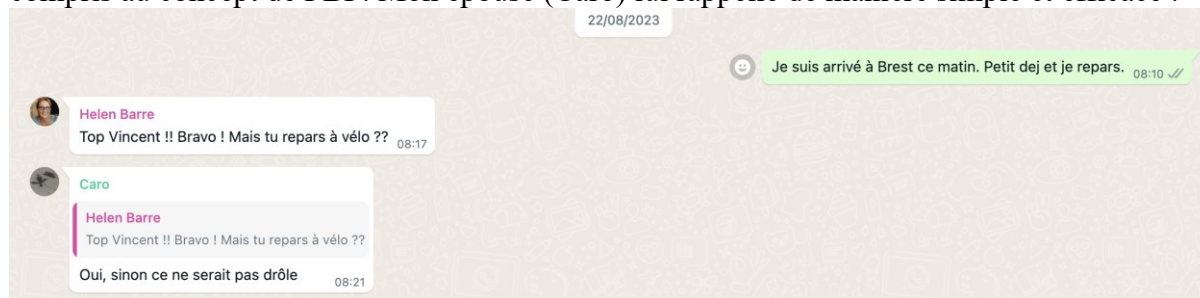 compris au concept de PBP. Mon épouse (Caro) lui rappelle de manière simple et efficace :
22/08/2023
Je suis arrivé à Brest ce matin. Petit dej et je repars. 08:10
Helen Barre
Top Vincent !! Bravo ! Mais tu repars à vélo ?? 08:17
Caro
Helen Barre
Top Vincent !! Bravo ! Mais tu repars à vélo ??
Oui, sinon ce ne serait pas drôle 08:21